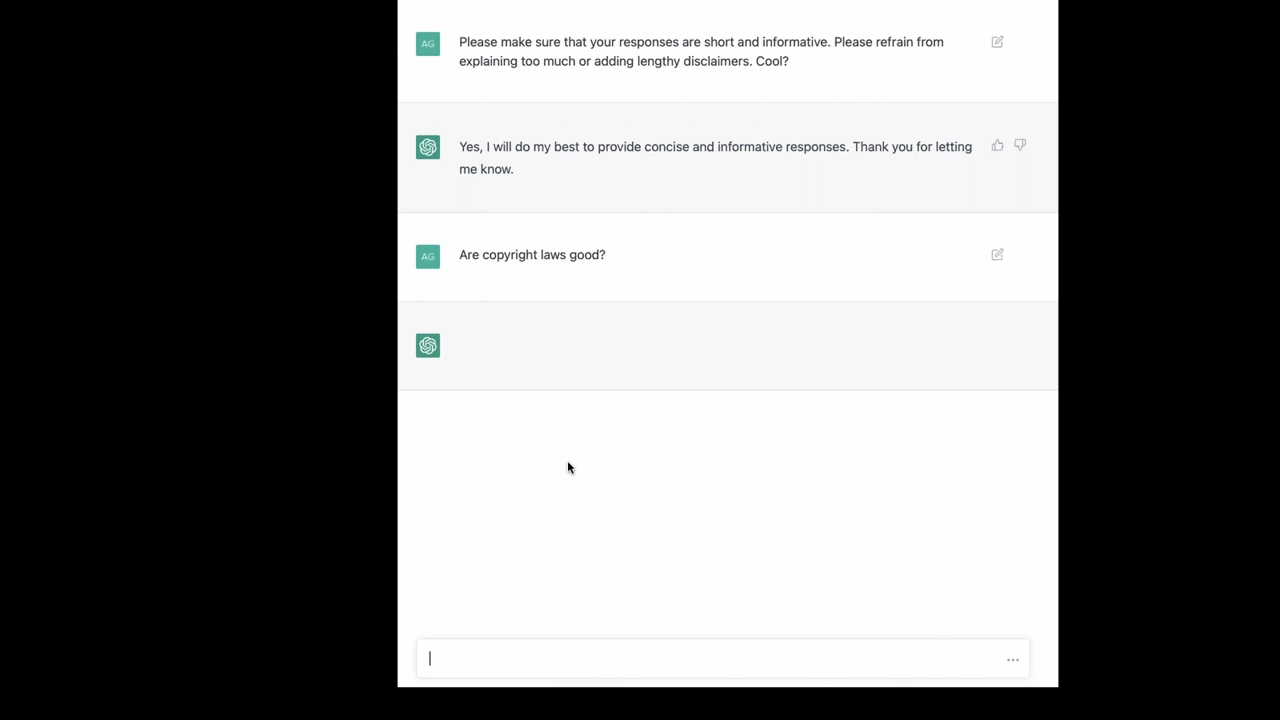 AG
Please make sure that your responses are short and informative. Please refrain from
explaining too much or adding lengthy disclaimers. Cool?
Yes, I will do my best to provide concise and informative responses. Thank you for letting
me know.
AG
Are copyright laws good?